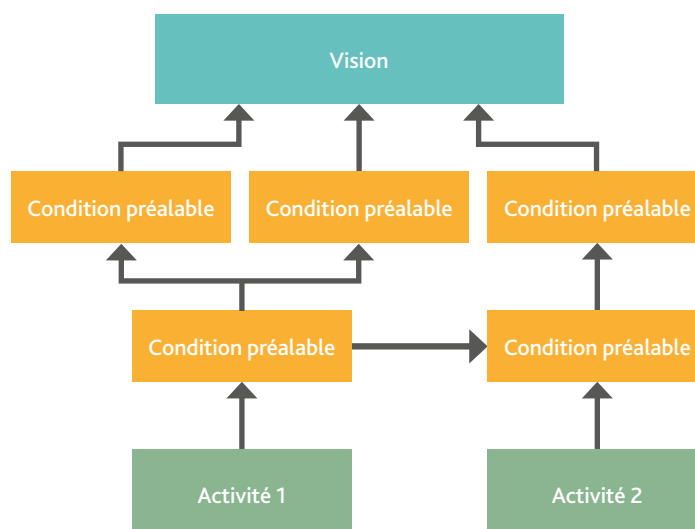 Vision
Condition préalable
Condition préalable
Condition préalable
Condition préalable
Condition préalable
Activité 1
Activité 2